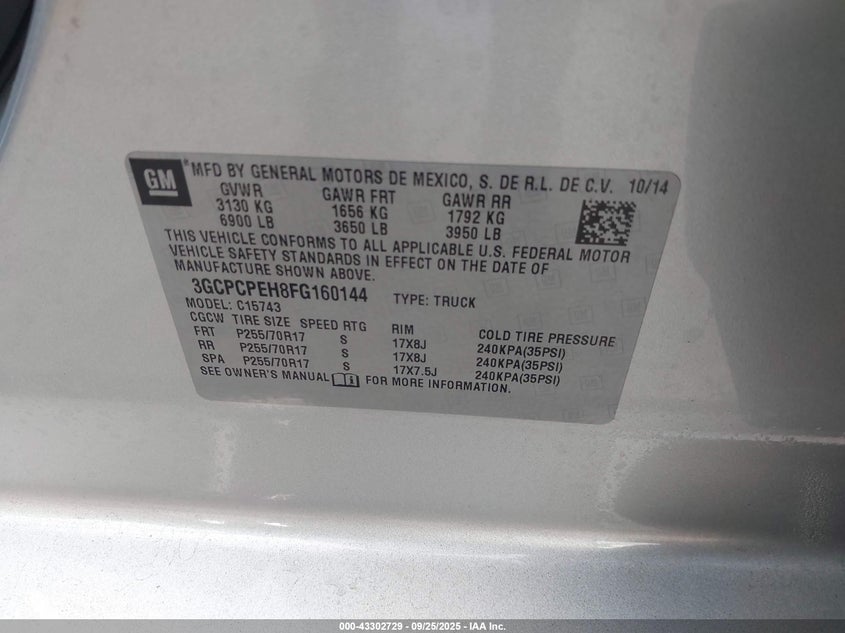 GM
® MFD BY GENERAL MOTORS DE MEXICO, S. DE R.L. DE C.V. 10/14
GVWR GAWR FRT GAWR RR
3130 KG 1656 KG 1792 KG
6900 LB 3650 LB 3950 LB
THIS VEHICLE CONFORMS TO ALL APPLICABLE U.S. FEDERAL MOTOR
VEHICLE SAFETY STANDARDS IN EFFECT ON THE DATE OF
MANUFACTURE SHOWN ABOVE.
3GCPCPEH8FG160144 TYPE: TRUCK
MODEL: C15743
CGCW TIRE SIZE SPEED RTG RIM COLD TIRE PRESSURE
FRT P255/70R17 S 17X8J 240KPA(35PSI)
RR P255/70R17 S 17X8J 240KPA(35PSI)
SPA P255/70R17 S 17X7.5J 240KPA(35PSI)
SEE OWNER'S MANUAL FOR MORE INFORMATION.
000-43302729 - 09/25/2025 - IAA Inc.